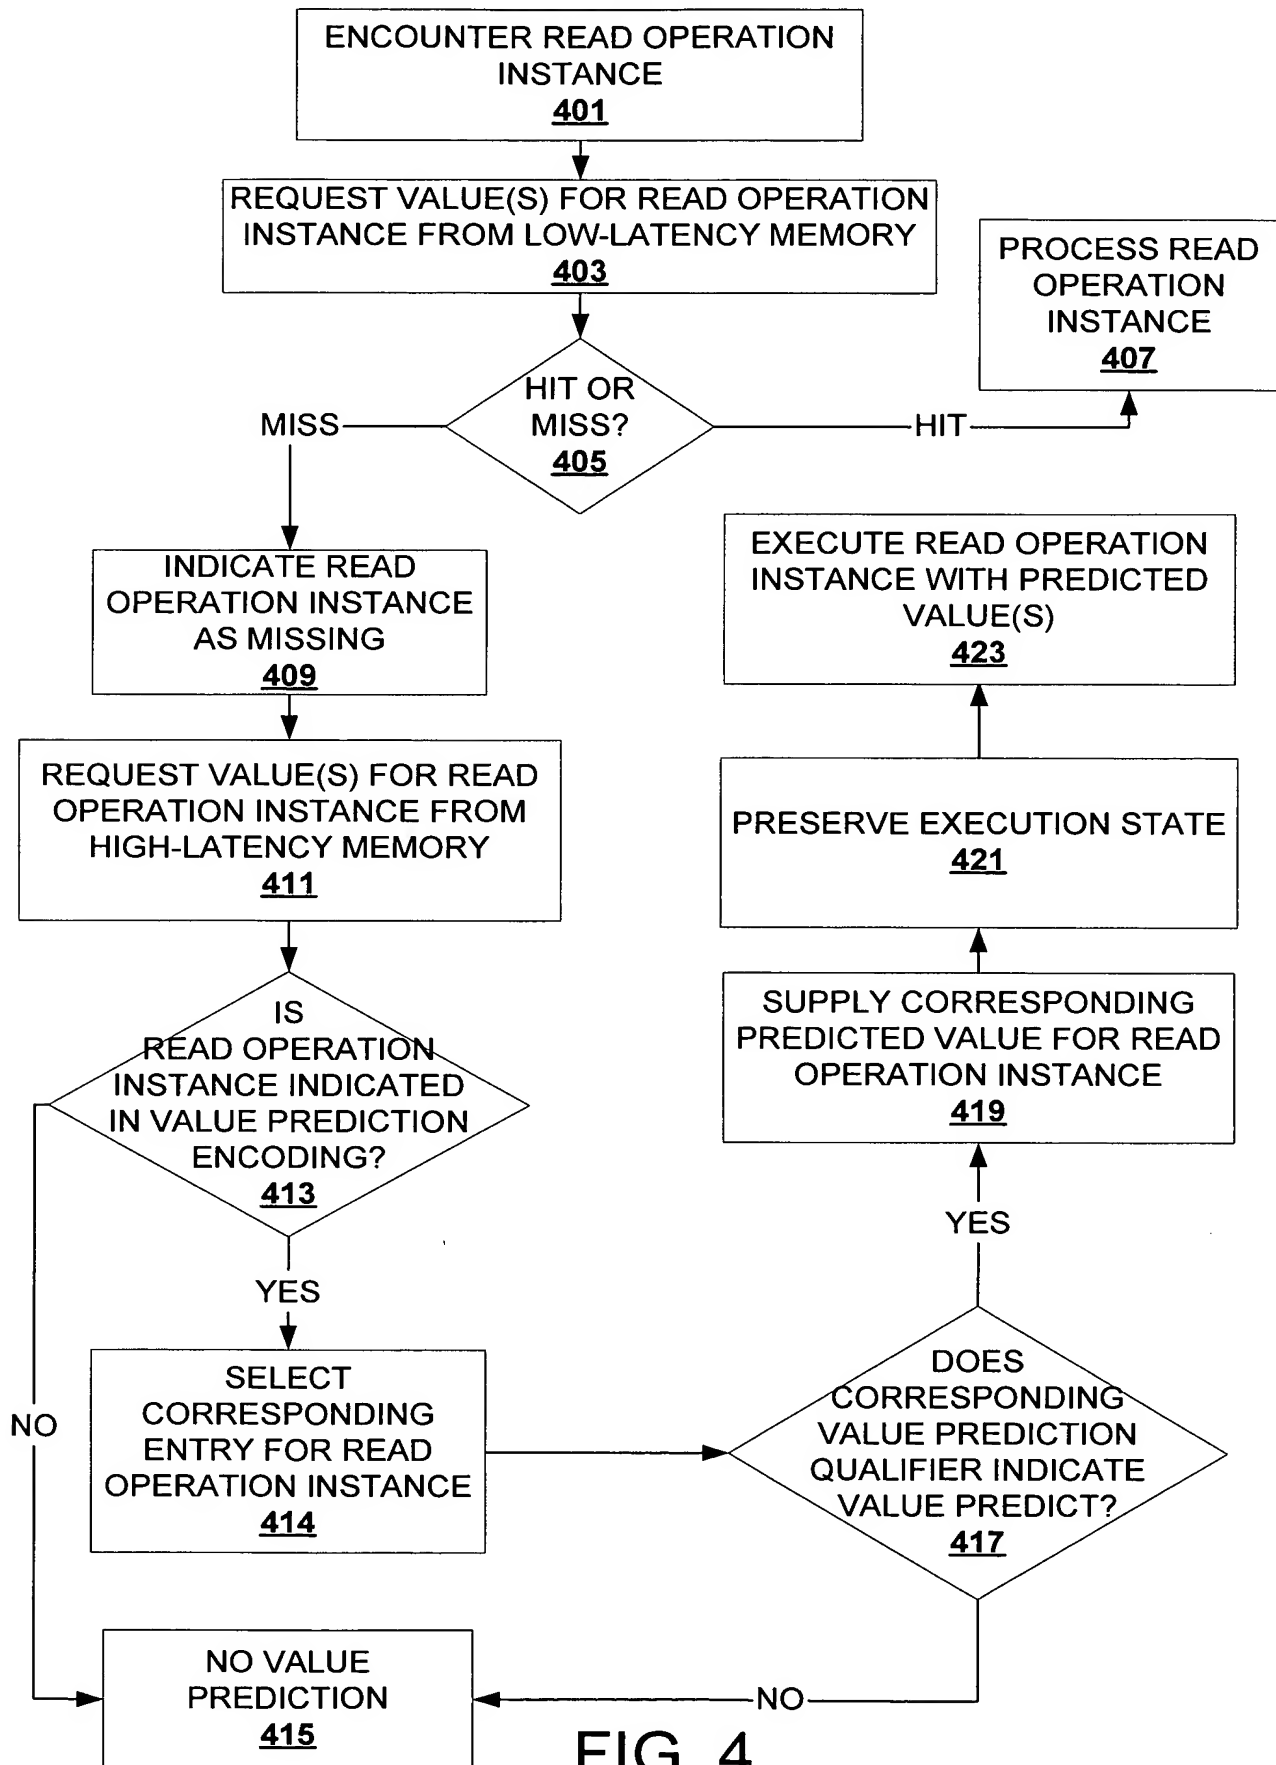 ENCOUNTER READ OPERATION
INSTANCE
401
REQUEST VALUE(S) FOR READ OPERATION
INSTANCE FROM LOW-LATENCY MEMORY
403
PROCESS READ
OPERATION
INSTANCE
407
HIT OR
MISS?
405
MISS
HIT
INDICATE READ
OPERATION INSTANCE
AS MISSING
409
EXECUTE READ OPERATION
INSTANCE WITH PREDICTED
VALUE(S)
423
REQUEST VALUE(S) FOR READ
OPERATION INSTANCE FROM
HIGH-LATENCY MEMORY
411
PRESERVE EXECUTION STATE
421
IS
READ OPERATION
INSTANCE INDICATED
IN VALUE PREDICTION
ENCODING?
413
SUPPLY CORRESPONDING
PREDICTED VALUE FOR READ
OPERATION INSTANCE
419
YES
YES
SELECT
CORRESPONDING
ENTRY FOR READ
OPERATION INSTANCE
414
DOES
CORRESPONDING
VALUE PREDICTION
QUALIFIER INDICATE
VALUE PREDICT?
417
NO
NO VALUE
PREDICTION
415
NO
FIG. 4